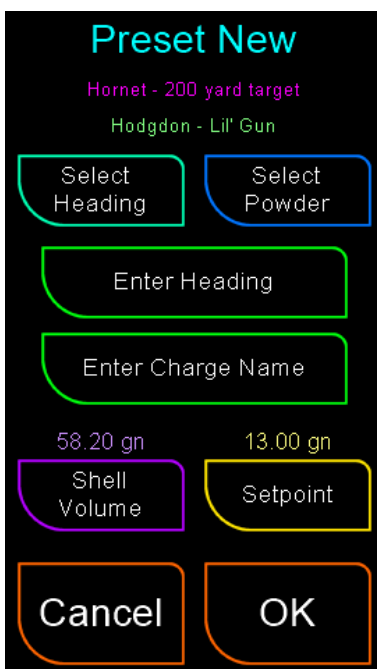 Preset New
Hornet - 200 yard target
Hodgdon - Lil' Gun
Select
Heading
Select
Powder
Enter Heading
Enter Charge Name
58.20 gn
13.00 gn
Shell
Volume
Setpoint
Cancel
OK